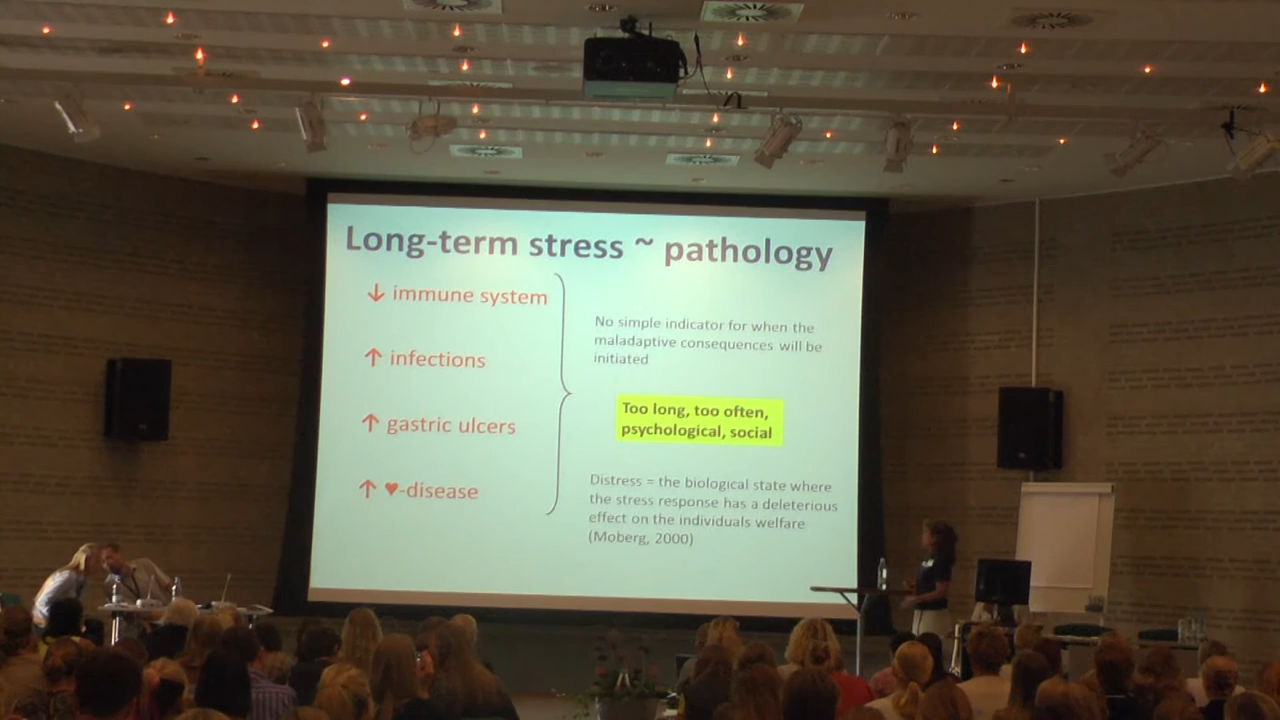 Long-term stress ~ pathology
↓ immune system
↑ infections
↑ gastric ulcers
↑ ♥-disease
No simple indicator for when the
maladaptive consequences will be
initiated
Too long, too often,
psychological, social
Distress = the biological state where
the stress response has a deleterious
effect on the individuals welfare
(Moberg, 2000)